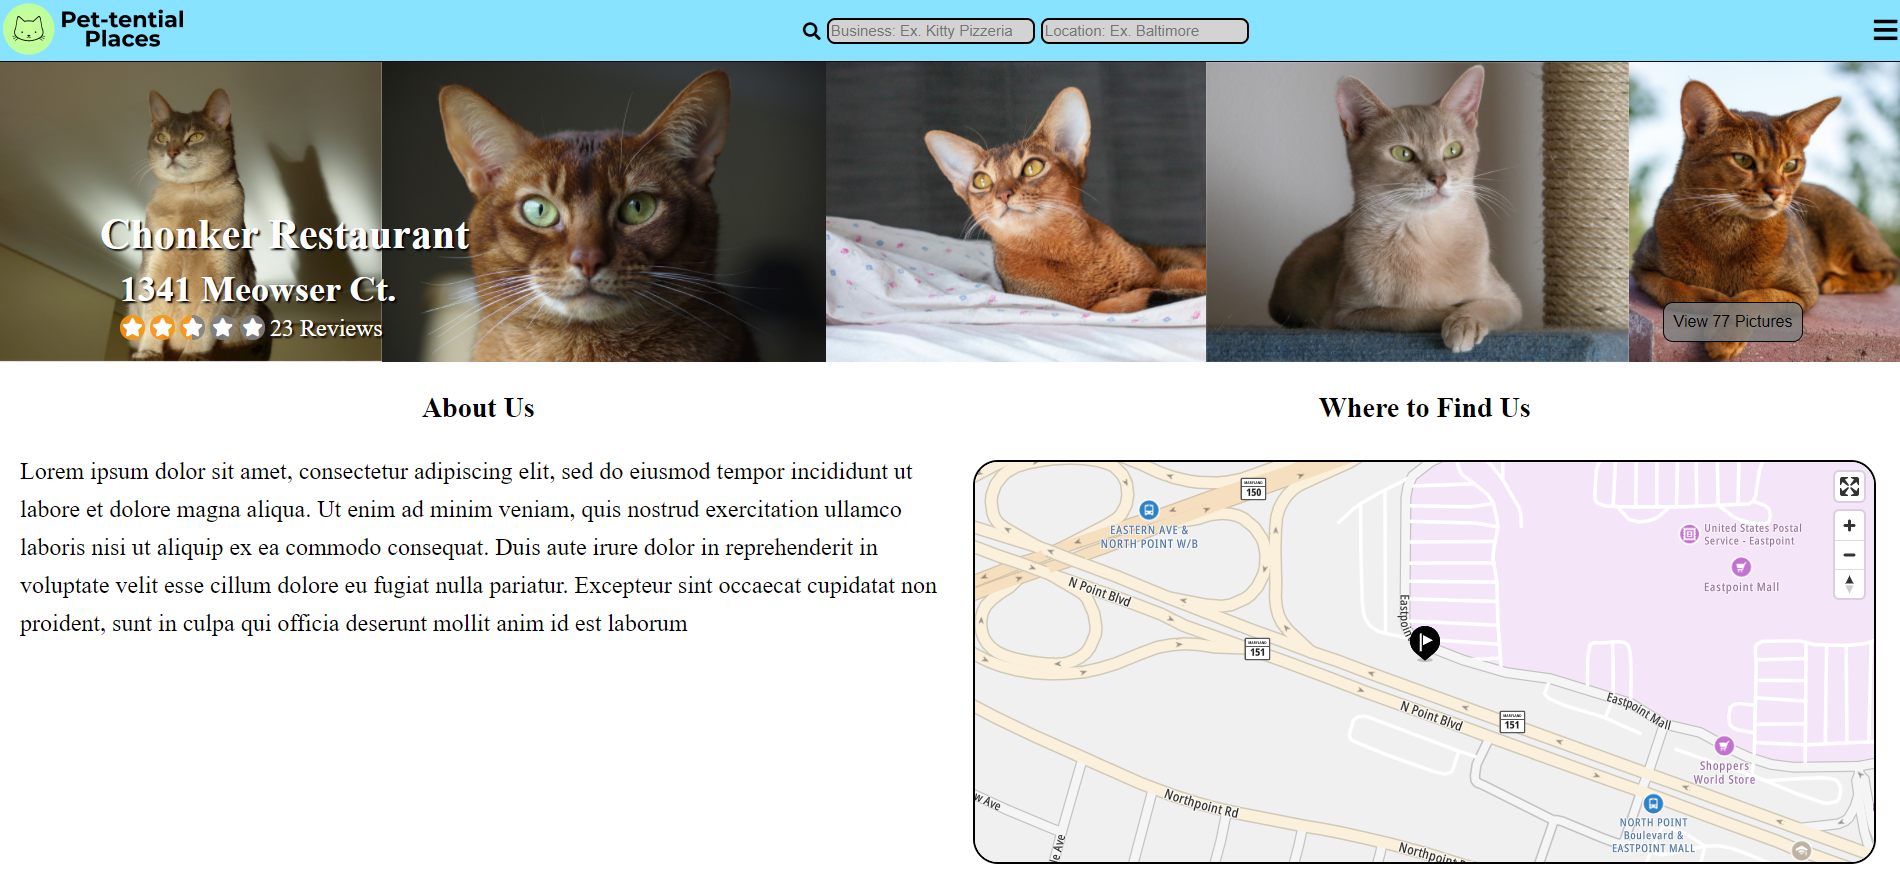 Pet-tential
Places
Business: Ex. Kitty Pizzeria
Location: Ex. Baltimore
Chonker Restaurant
1341 Meowser Ct.
23 Reviews
View 77 Pictures
About Us
Lorem ipsum dolor sit amet, consectetur adipiscing elit, sed do eiusmod tempor incididunt ut
labore et dolore magna aliqua. Ut enim ad minim veniam, quis nostrud exercitation ullamco
laboris nisi ut aliquip ex ea commodo consequat. Duis aute irure dolor in reprehenderit in
voluptate velit esse cillum dolore eu fugiat nulla pariatur. Excepteur sint occaecat cupidatat non
proident, sunt in culpa qui officia deserunt mollit anim id est laborum
Where to Find Us
MARYLAND
150
EASTERN AVE &
NORTH POINT W/B
United States Postal
Service - Eastpoint
Eastpoint Mall
N Point Blvd
Eastpoin
MARYLAND
151
Eastpoint Mall
N Point Blvd
MARYLAND
151
Shoppers
World Store
w Ave
Northpoint Rd
NORTH POINT
Boulevard &
EASTPOINT MALL
le Ave
Northpoint